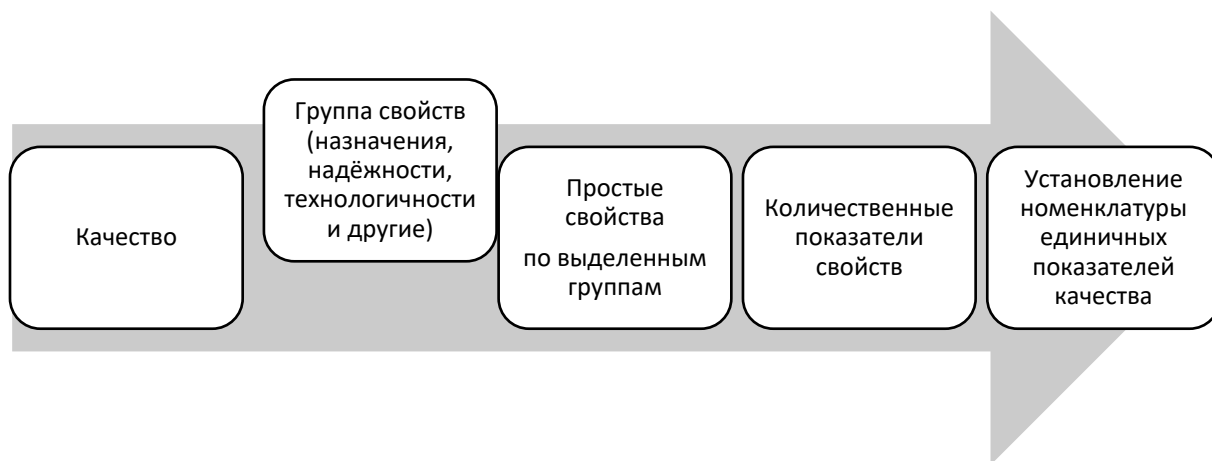 Качество
Группа свойств
(назначения,
надёжности,
технологичности
и другие)
Простые
свойства
по выделенным
группам
Количественные
показатели
свойств
Установление
номенклатуры
единичных
показателей
качества